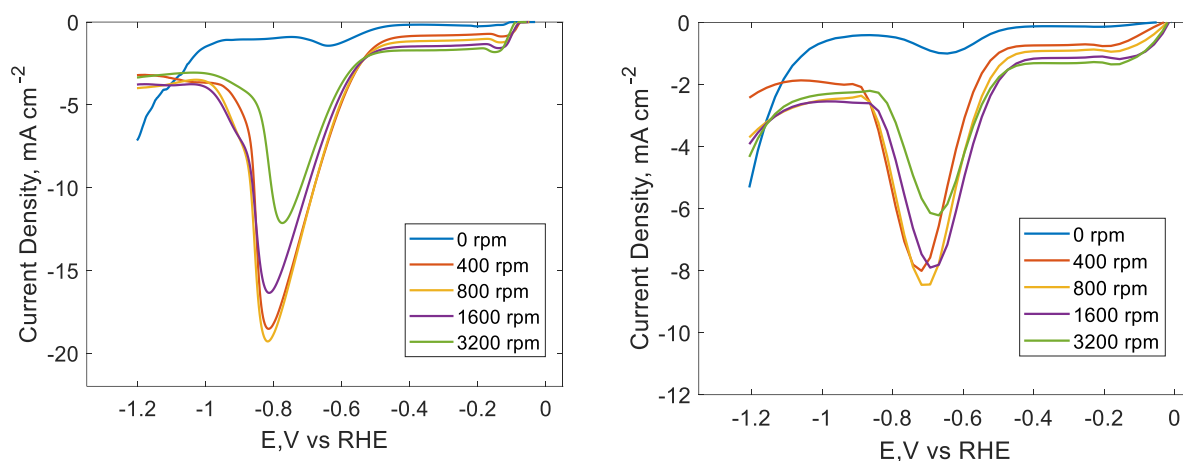 0
-5
-10
-15
-20
Current Density, mA cm-2
0 rpm
400 rpm
800 rpm
1600 rpm
3200 rpm
-1.2 -1 -0.8 -0.6 -0.4 -0.2 0
E,V vs RHE
0
-2
-4
-6
-8
-10
-12
Current Density, mA cm-2
0 rpm
400 rpm
800 rpm
1600 rpm
3200 rpm
-1.2 -1 -0.8 -0.6 -0.4 -0.2 0
E,V vs RHE